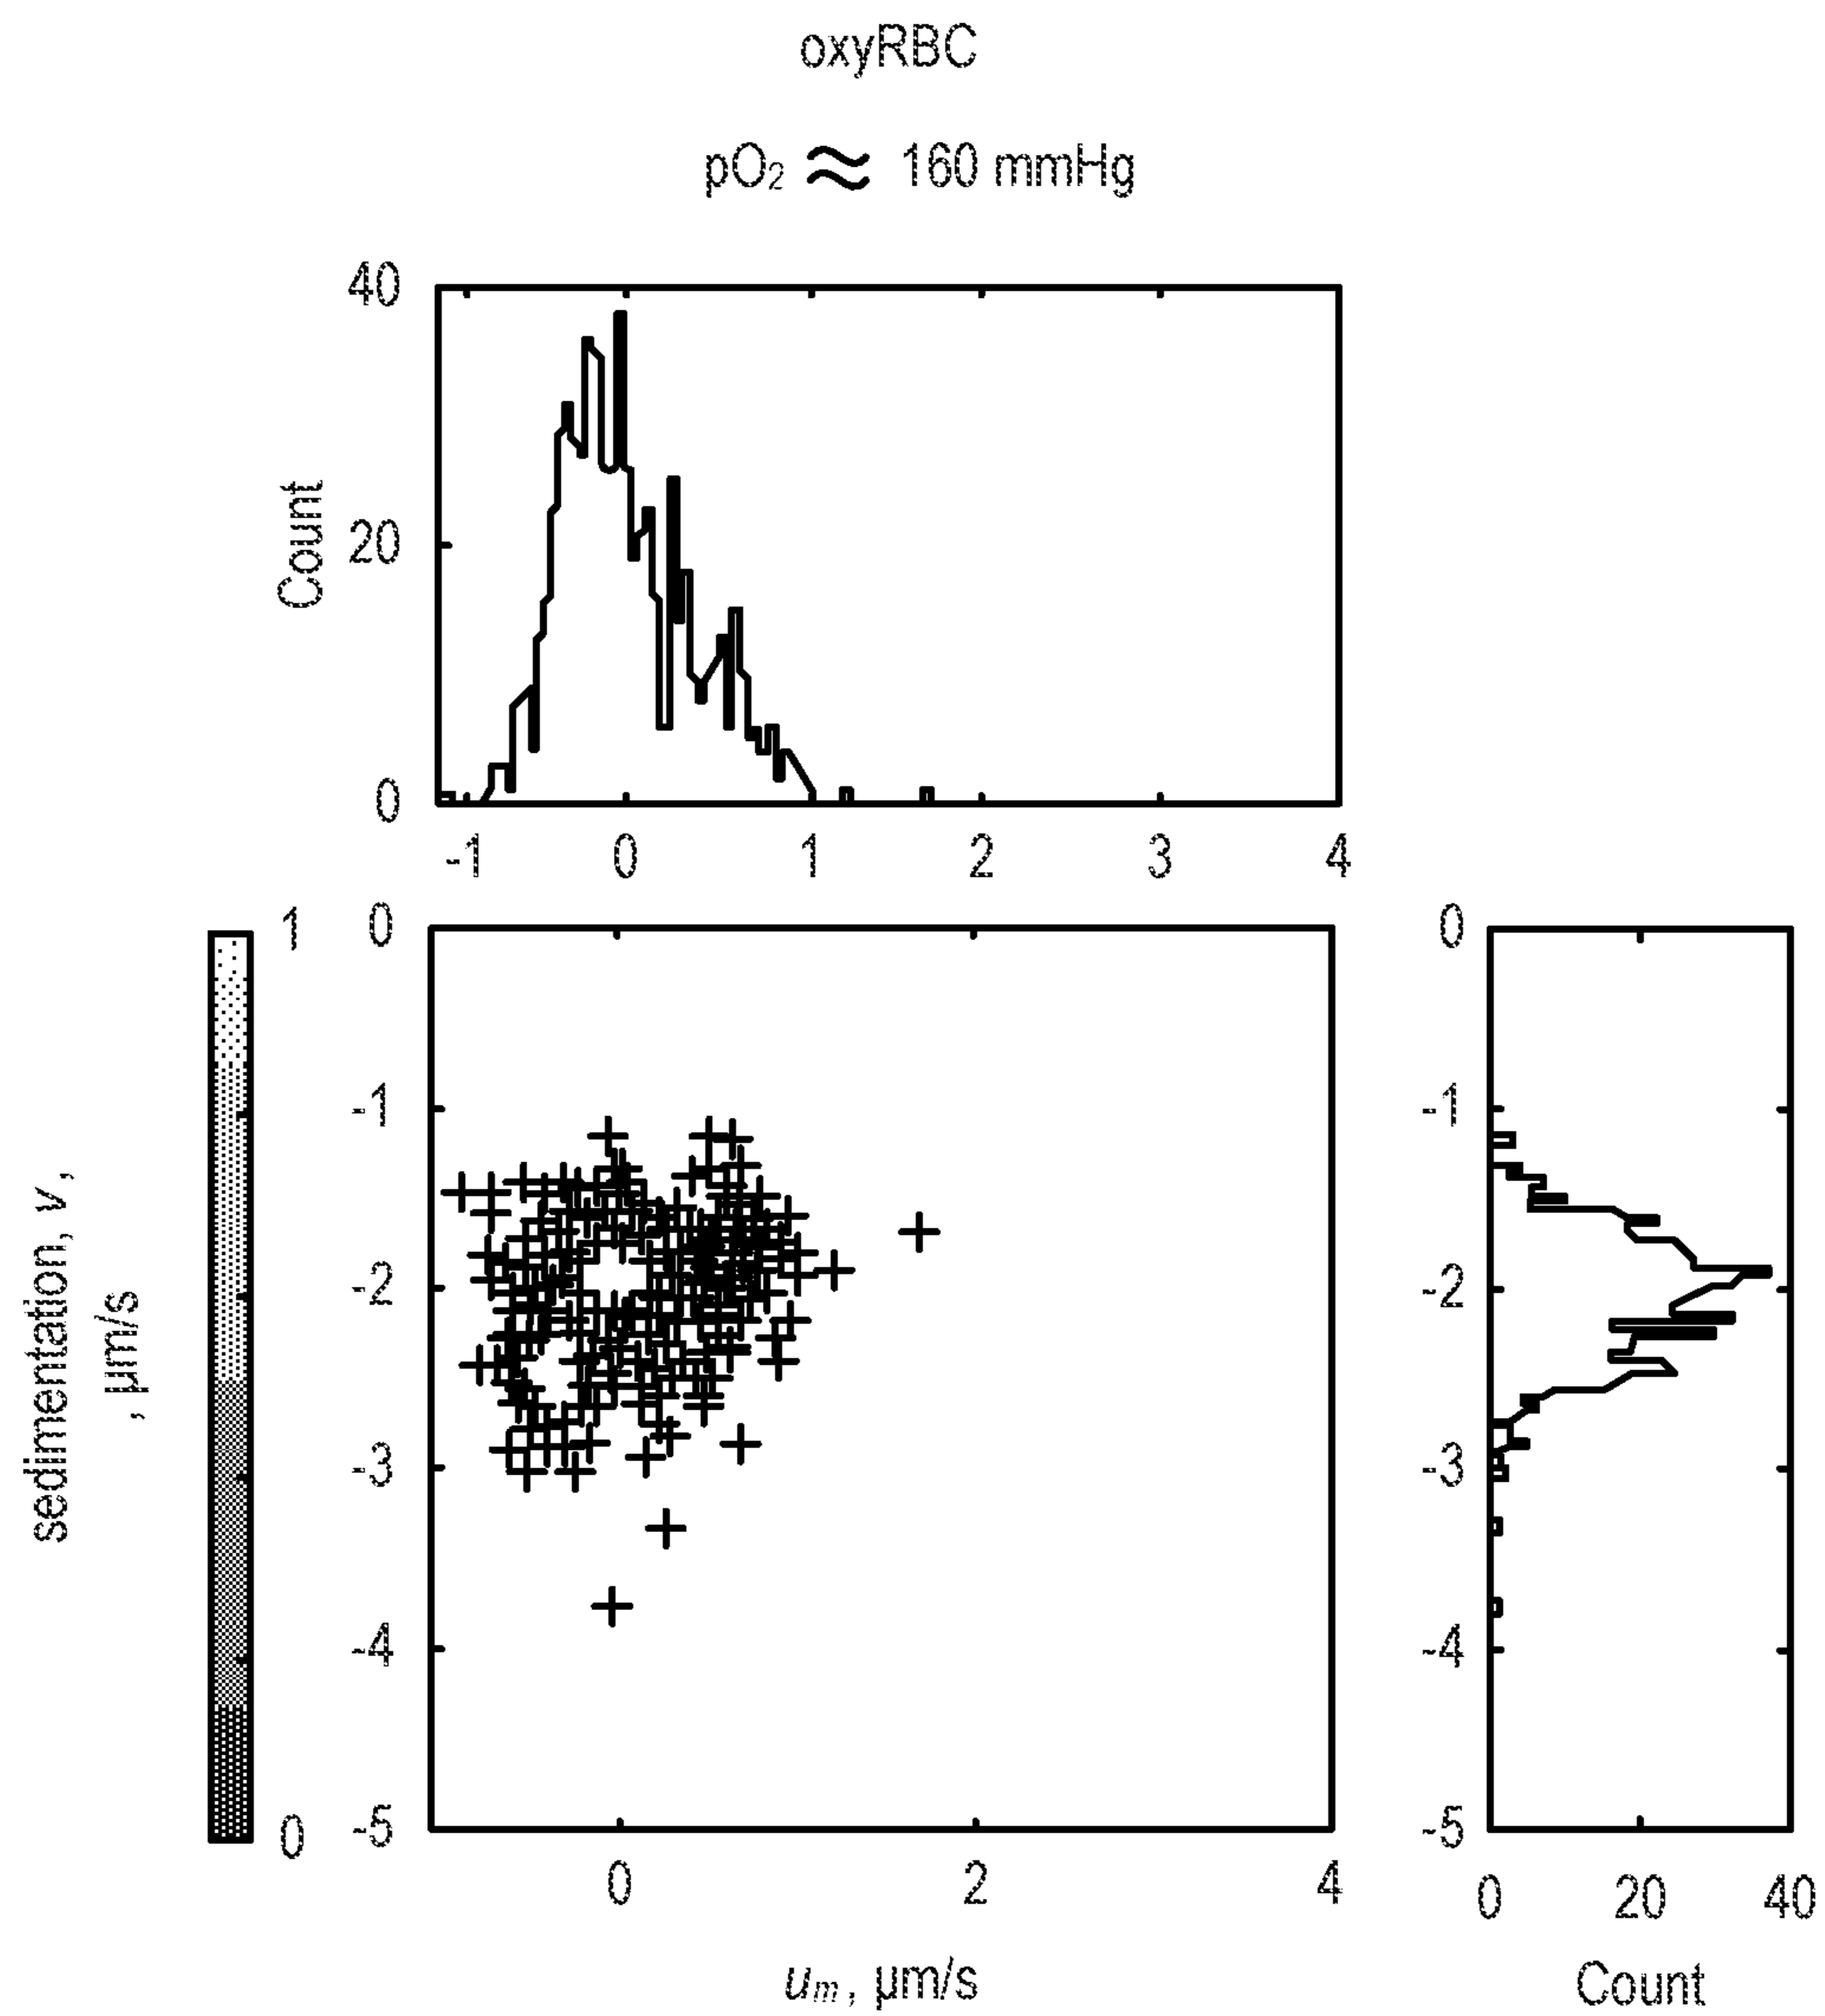 oxyRBC
pO₂ ≈ 160 mmHg
40
20
0
Count
-1 0 1 2 3 4
1
0
sedimentation, v,
, µm/s
0
-1
-2
-3
-4
-5
0 2 4
uₘ, µm/s
0
-1
-2
-3
-4
-5
0 20 40
Count